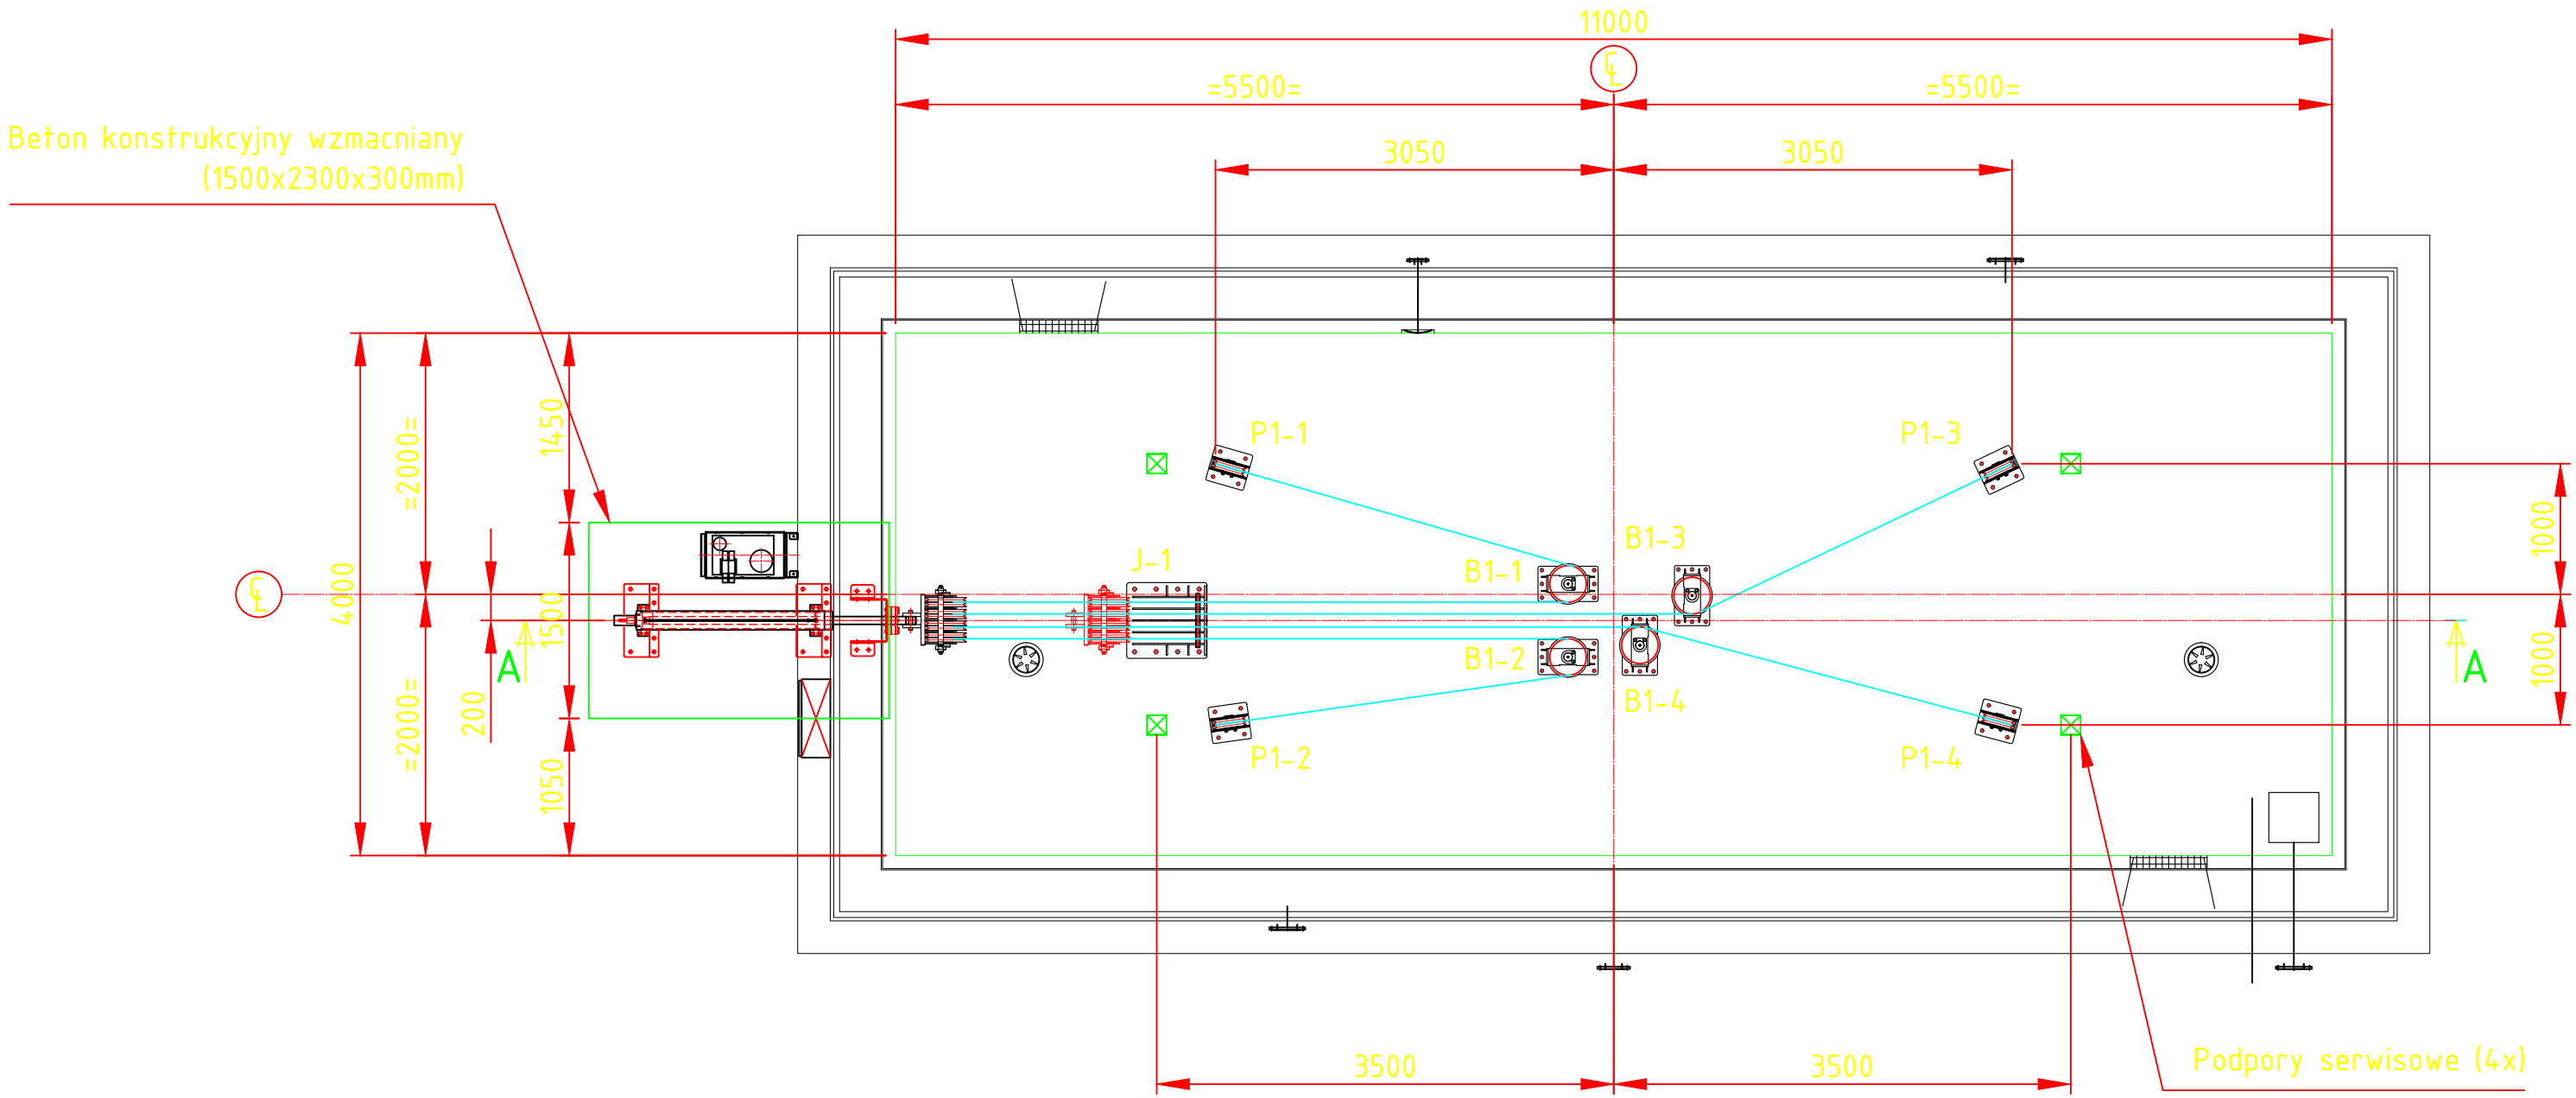 11000
℄
=5500=
=5500=
Beton konstrukcyjny wzmacniany
(1500x2300x300mm)
3050
3050
1450
=2000=
P1-1
P1-3
1000
B1-3
J-1
B1-1
℄
4000
1500
B1-2
A
A
1000
B1-4
200
=2000=
P1-2
P1-4
1050
3500
3500
Podpory serwisowe (4x)